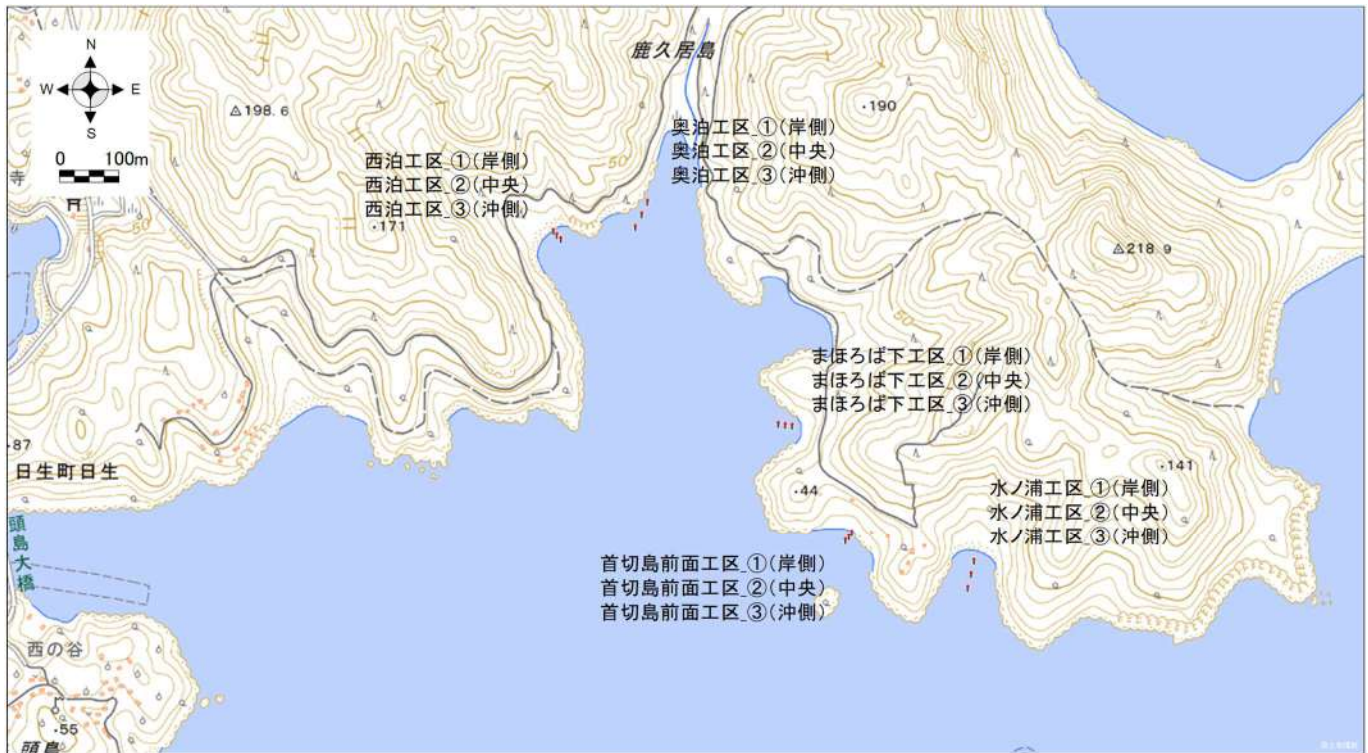 N
W
E
S
0
100m
寺
鹿久居島
198.6
190
奥泊工区_①(岸側)
奥泊工区_②(中央)
奥泊工区_③(沖側)
50
西泊工区_①(岸側)
西泊工区_②(中央)
西泊工区_③(沖側)
50
171
218.9
50
まほろば下工区_①(岸側)
まほろば下工区_②(中央)
まほろば下工区_③(沖側)
87
日生町日生
141
44
水ノ浦工区_①(岸側)
水ノ浦工区_②(中央)
水ノ浦工区_③(沖側)
頭島大橋
首切島前面工区_①(岸側)
首切島前面工区_②(中央)
首切島前面工区_③(沖側)
西の谷
55
頭島